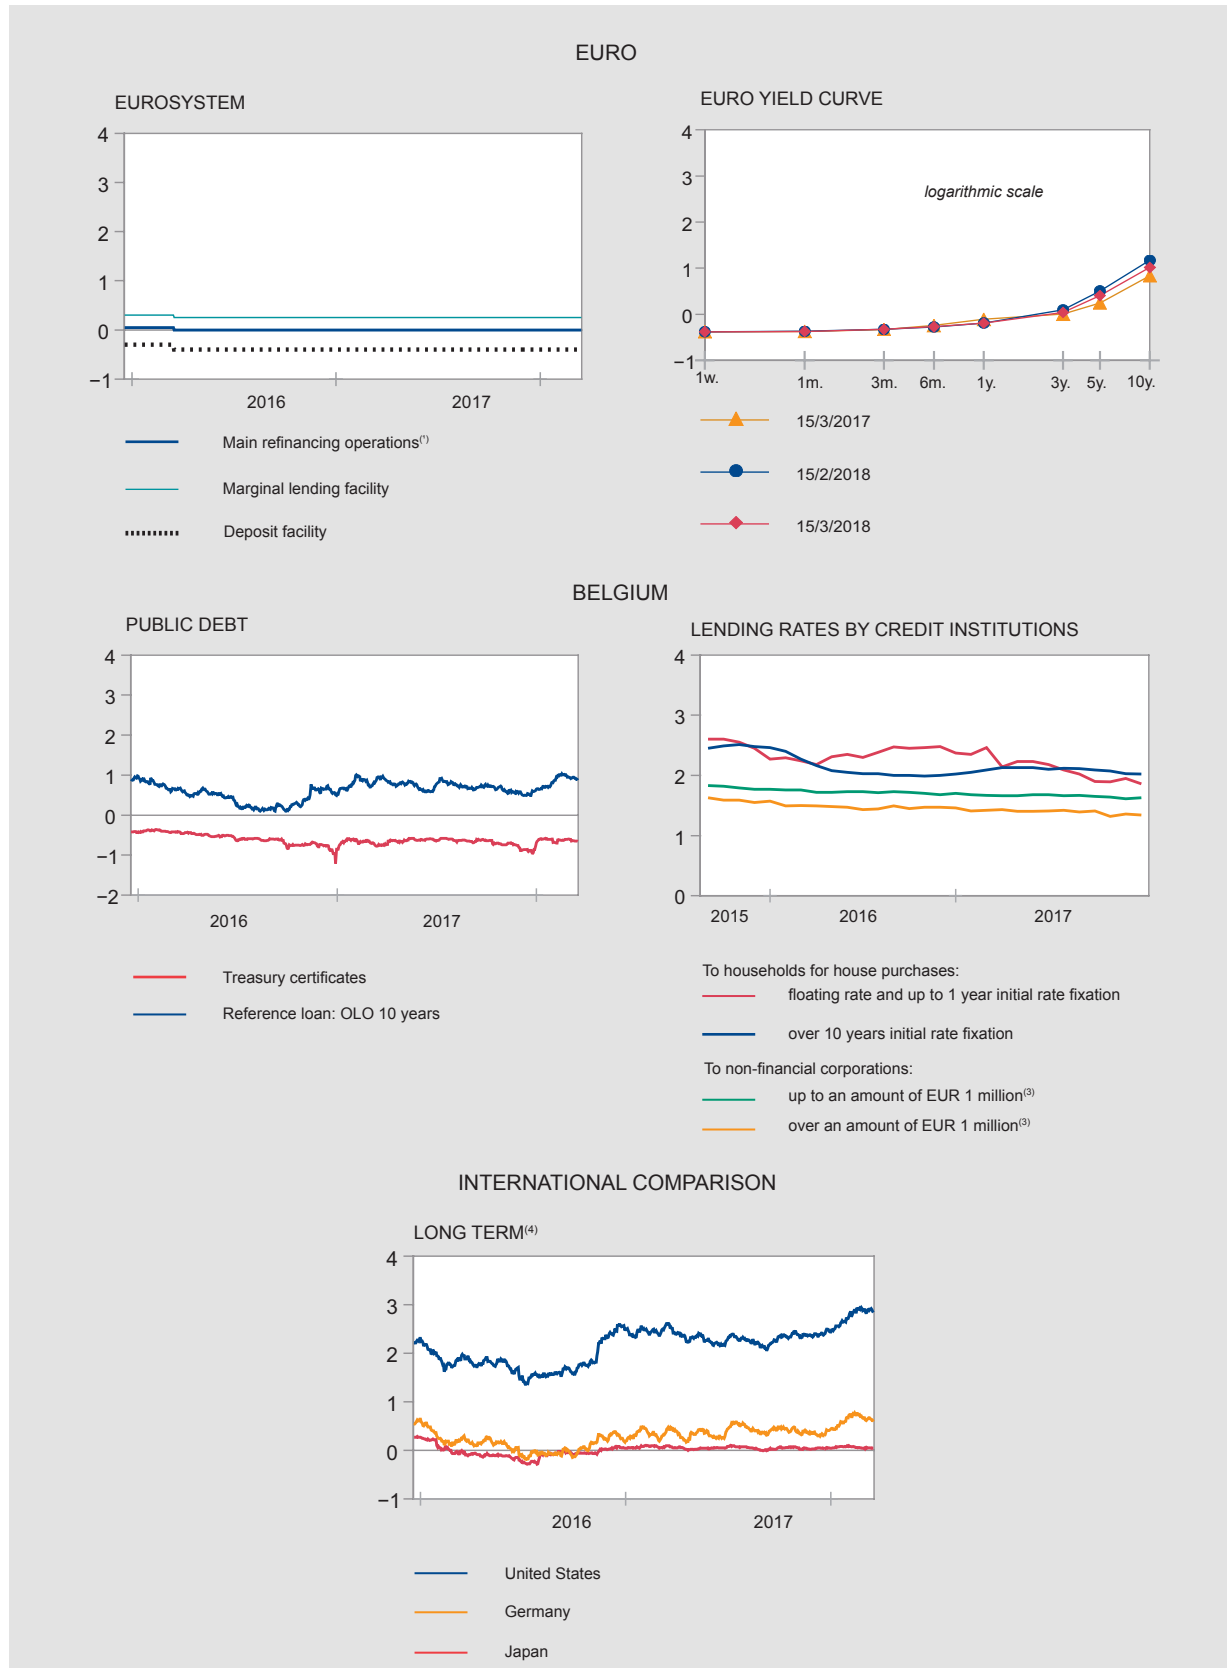 EURO
EUROSYSTEM
4
3
2
1
0
−1
2016
2017
Main refinancing operations(*)
Marginal lending facility
Deposit facility
EURO YIELD CURVE
4
3
2
1
0
−1
logarithmic scale
1w.
1m.
3m.
6m.
1y.
3y.
5y.
10y.
15/3/2017
15/2/2018
15/3/2018
BELGIUM
PUBLIC DEBT
4
3
2
1
0
−1
−2
2016
2017
Treasury certificates
Reference loan: OLO 10 years
LENDING RATES BY CREDIT INSTITUTIONS
4
3
2
1
0
2015
2016
2017
To households for house purchases:
floating rate and up to 1 year initial rate fixation
over 10 years initial rate fixation
To non-financial corporations:
up to an amount of EUR 1 million(3)
over an amount of EUR 1 million(3)
INTERNATIONAL COMPARISON
LONG TERM(4)
4
3
2
1
0
−1
2016
2017
United States
Germany
Japan